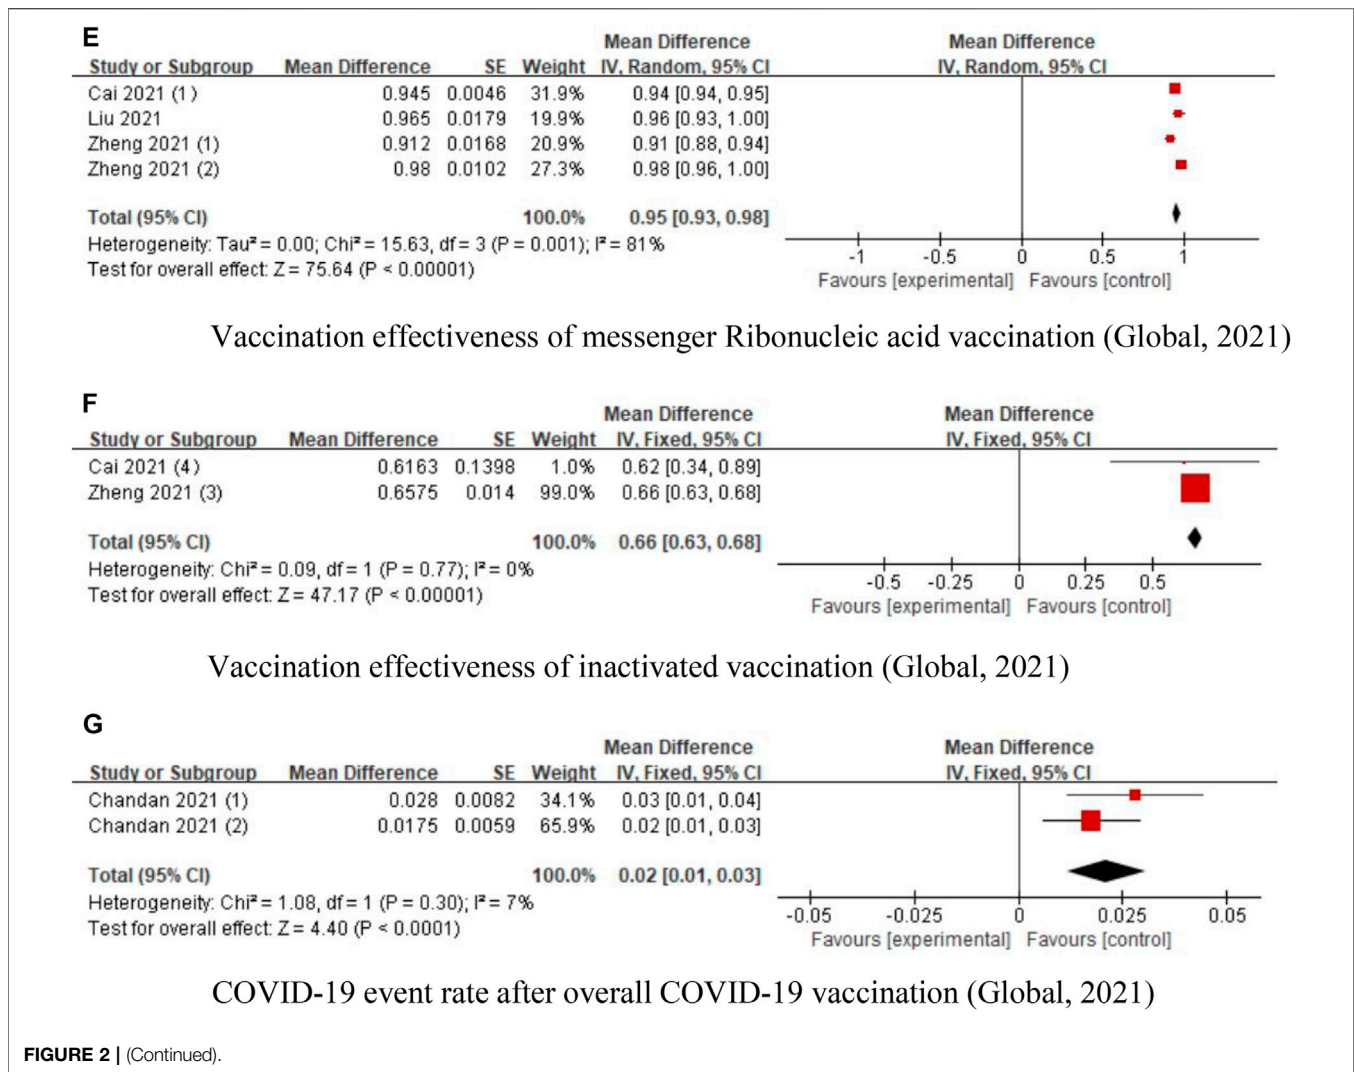 E
Mean Difference Mean Difference
Study or Subgroup Mean Difference SE Weight IV, Random, 95% CI IV, Random, 95% CI
Cai 2021 (1) 0.945 0.0046 31.9% 0.94 [0.94, 0.95]
Liu 2021 0.965 0.0179 19.9% 0.96 [0.93, 1.00]
Zheng 2021 (1) 0.912 0.0168 20.9% 0.91 [0.88, 0.94]
Zheng 2021 (2) 0.98 0.0102 27.3% 0.98 [0.96, 1.00]
Total (95% CI) 100.0% 0.95 [0.93, 0.98]
Heterogeneity: Tau² = 0.00; Chi² = 15.63, df = 3 (P = 0.001); I² = 81%
Test for overall effect: Z = 75.64 (P < 0.00001)
-1 -0.5 0 0.5 1
Favours [experimental] Favours [control]
Vaccination effectiveness of messenger Ribonucleic acid vaccination (Global, 2021)
F
Mean Difference Mean Difference
Study or Subgroup Mean Difference SE Weight IV, Fixed, 95% CI IV, Fixed, 95% CI
Cai 2021 (4) 0.6163 0.1398 1.0% 0.62 [0.34, 0.89]
Zheng 2021 (3) 0.6575 0.014 99.0% 0.66 [0.63, 0.68]
Total (95% CI) 100.0% 0.66 [0.63, 0.68]
Heterogeneity: Chi² = 0.09, df = 1 (P = 0.77); I² = 0%
Test for overall effect: Z = 47.17 (P < 0.00001)
-0.5 -0.25 0 0.25 0.5
Favours [experimental] Favours [control]
Vaccination effectiveness of inactivated vaccination (Global, 2021)
G
Mean Difference Mean Difference
Study or Subgroup Mean Difference SE Weight IV, Fixed, 95% CI IV, Fixed, 95% CI
Chandan 2021 (1) 0.028 0.0082 34.1% 0.03 [0.01, 0.04]
Chandan 2021 (2) 0.0175 0.0059 65.9% 0.02 [0.01, 0.03]
Total (95% CI) 100.0% 0.02 [0.01, 0.03]
Heterogeneity: Chi² = 1.08, df = 1 (P = 0.30); I² = 7%
Test for overall effect: Z = 4.40 (P < 0.0001)
-0.05 -0.025 0 0.025 0.05
Favours [experimental] Favours [control]
COVID-19 event rate after overall COVID-19 vaccination (Global, 2021)
FIGURE 2 | (Continued).